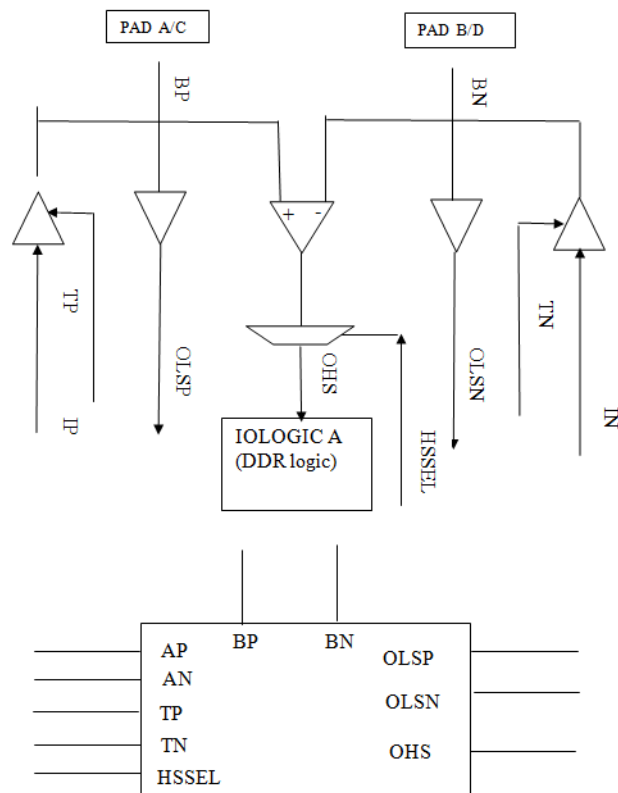 PAD A/C
PAD B/D
BP
BN
+ -
TP
IP
OLSP
OHS
HSSEL
OLSN
TN
IN
IOLOGIC A
(DDR logic)
BP
BN
AP
AN
TP
TN
HSSEL
OLSP
OLSN
OHS